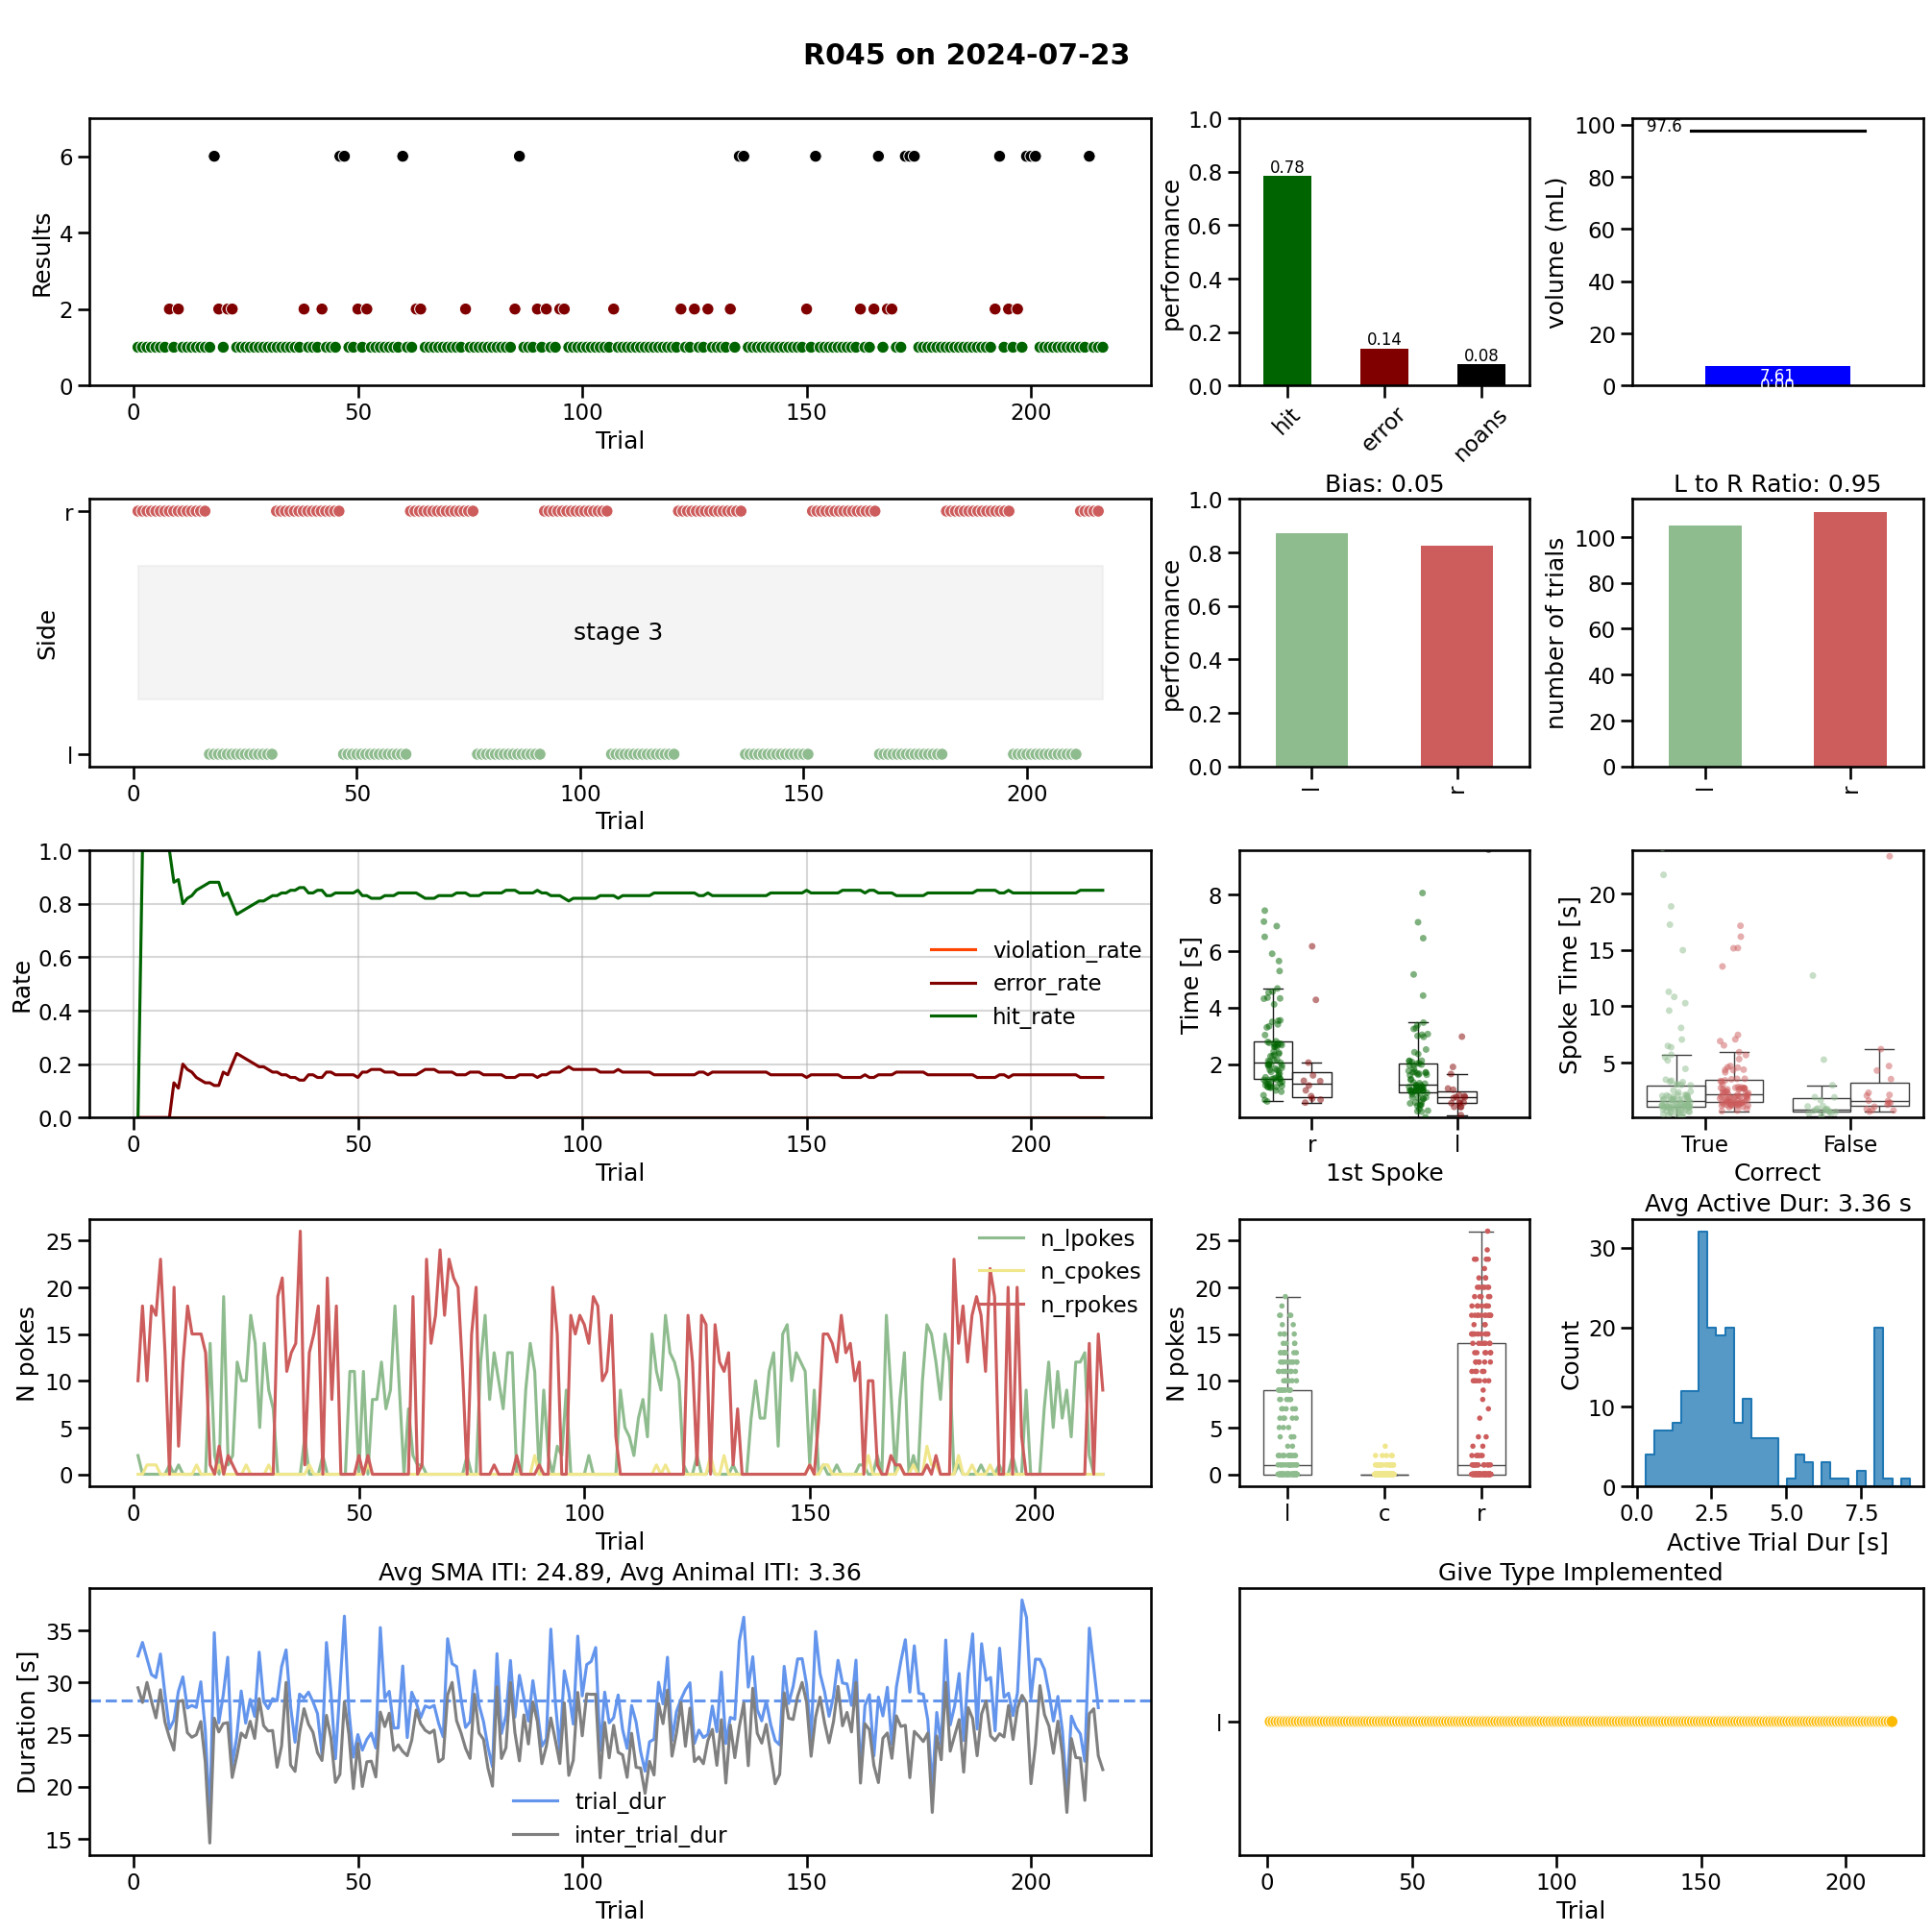 R045 on 2024-07-23
Results
6
4
2
0
0
50
100
150
200
Trial
performance
1.0
0.8
0.6
0.4
0.2
0.0
0.78
0.14
0.08
hit
error
noans
volume (mL)
100
80
60
40
20
0
97.6
7.61
0.00
Side
r
l
stage 3
0
50
100
150
200
Trial
Bias: 0.05
performance
1.0
0.8
0.6
0.4
0.2
0.0
l
r
L to R Ratio: 0.95
number of trials
100
80
60
40
20
0
l
r
Rate
1.0
0.8
0.6
0.4
0.2
0.0
violation_rate
error_rate
hit_rate
0
50
100
150
200
Trial
Time [s]
8
6
4
2
r
l
1st Spoke
Spoke Time [s]
20
15
10
5
True
False
Correct
N pokes
25
20
15
10
5
0
n_lpokes
n_cpokes
n_rpokes
0
50
100
150
200
Trial
N pokes
25
20
15
10
5
0
l
c
r
Avg Active Dur: 3.36 s
Count
30
20
10
0
0.0
2.5
5.0
7.5
Active Trial Dur [s]
Avg SMA ITI: 24.89, Avg Animal ITI: 3.36
Duration [s]
35
30
25
20
15
trial_dur
inter_trial_dur
0
50
100
150
200
Trial
Give Type Implemented
l
0
50
100
150
200
Trial